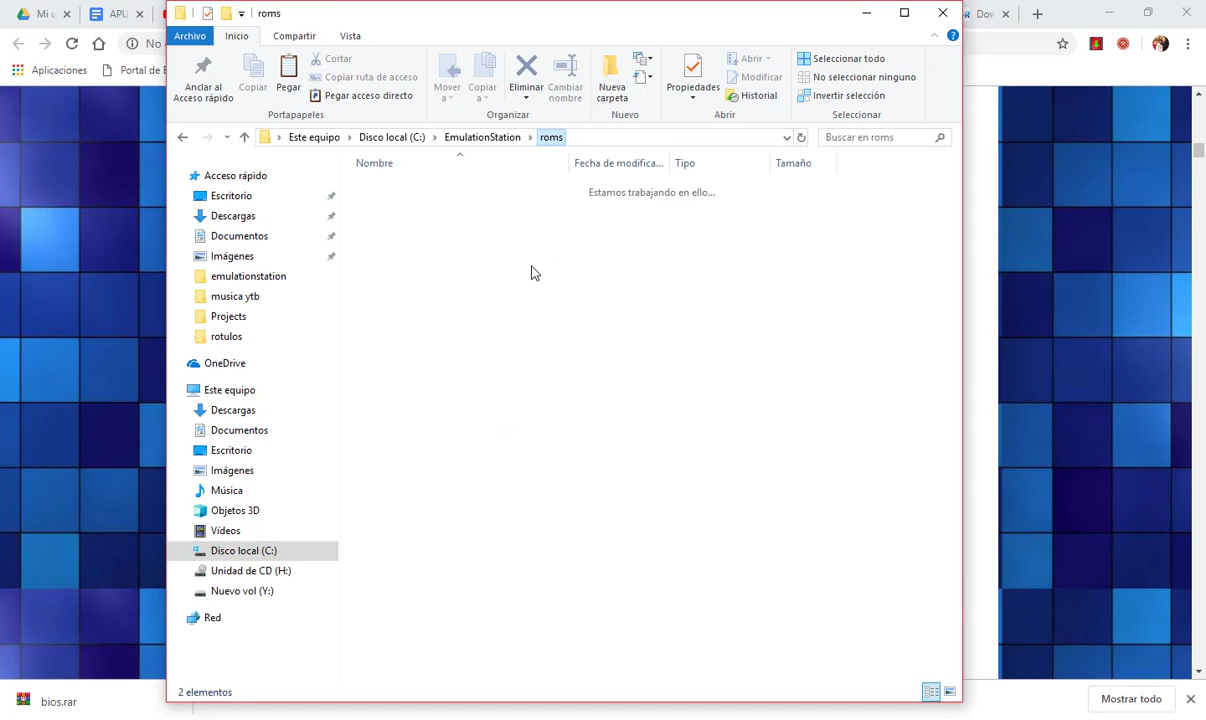 Mi u
APU
Dow
No
Aplicaciones
Portal de E
roms
Archivo Inicio Compartir Vista
Anclar al
Acceso rápido
Copiar
Pegar
Cortar
Copiar ruta de acceso
Pegar acceso directo
Portapapeles
Mover
a
Copiar
a
Eliminar
Cambiar
nombre
Organizar
Nueva
carpeta
Nuevo
Propiedades
Abrir
Modificar
Historial
Abrir
Seleccionar todo
No seleccionar ninguno
Invertir selección
Seleccionar
Este equipo > Disco local (C:) > EmulationStation > roms
Buscar en roms
Nombre Fecha de modifica... Tipo Tamaño
Estamos trabajando en ello...
Acceso rápido
Escritorio
Descargas
Documentos
Imágenes
emulationstation
musica ytb
Projects
rotulos
OneDrive
Este equipo
Descargas
Documentos
Escritorio
Imágenes
Música
Objetos 3D
Vídeos
Disco local (C:)
Unidad de CD (H:)
Nuevo vol (Y:)
Red
2 elementos
bios.rar
Mostrar todo